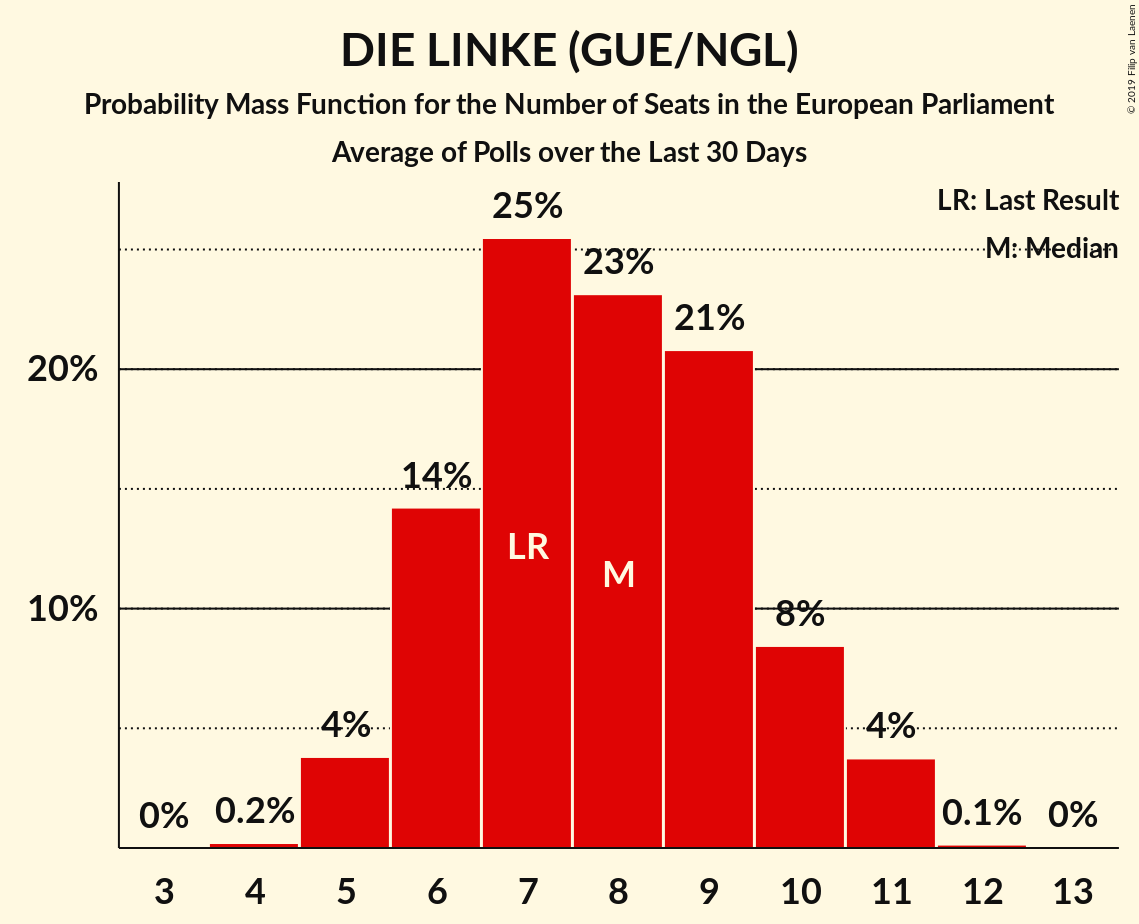 DIE LINKE (GUE/NGL)
Probability Mass Function for the Number of Seats in the European Parliament
Average of Polls over the Last 30 Days
© 2019 Filip van Laenen
LR: Last Result
M: Median
25%
23%
21%
20%
14%
LR
M
10%
8%
4%
4%
0%
0.2%
0.1%
0%
3 4 5 6 7 8 9 10 11 12 13